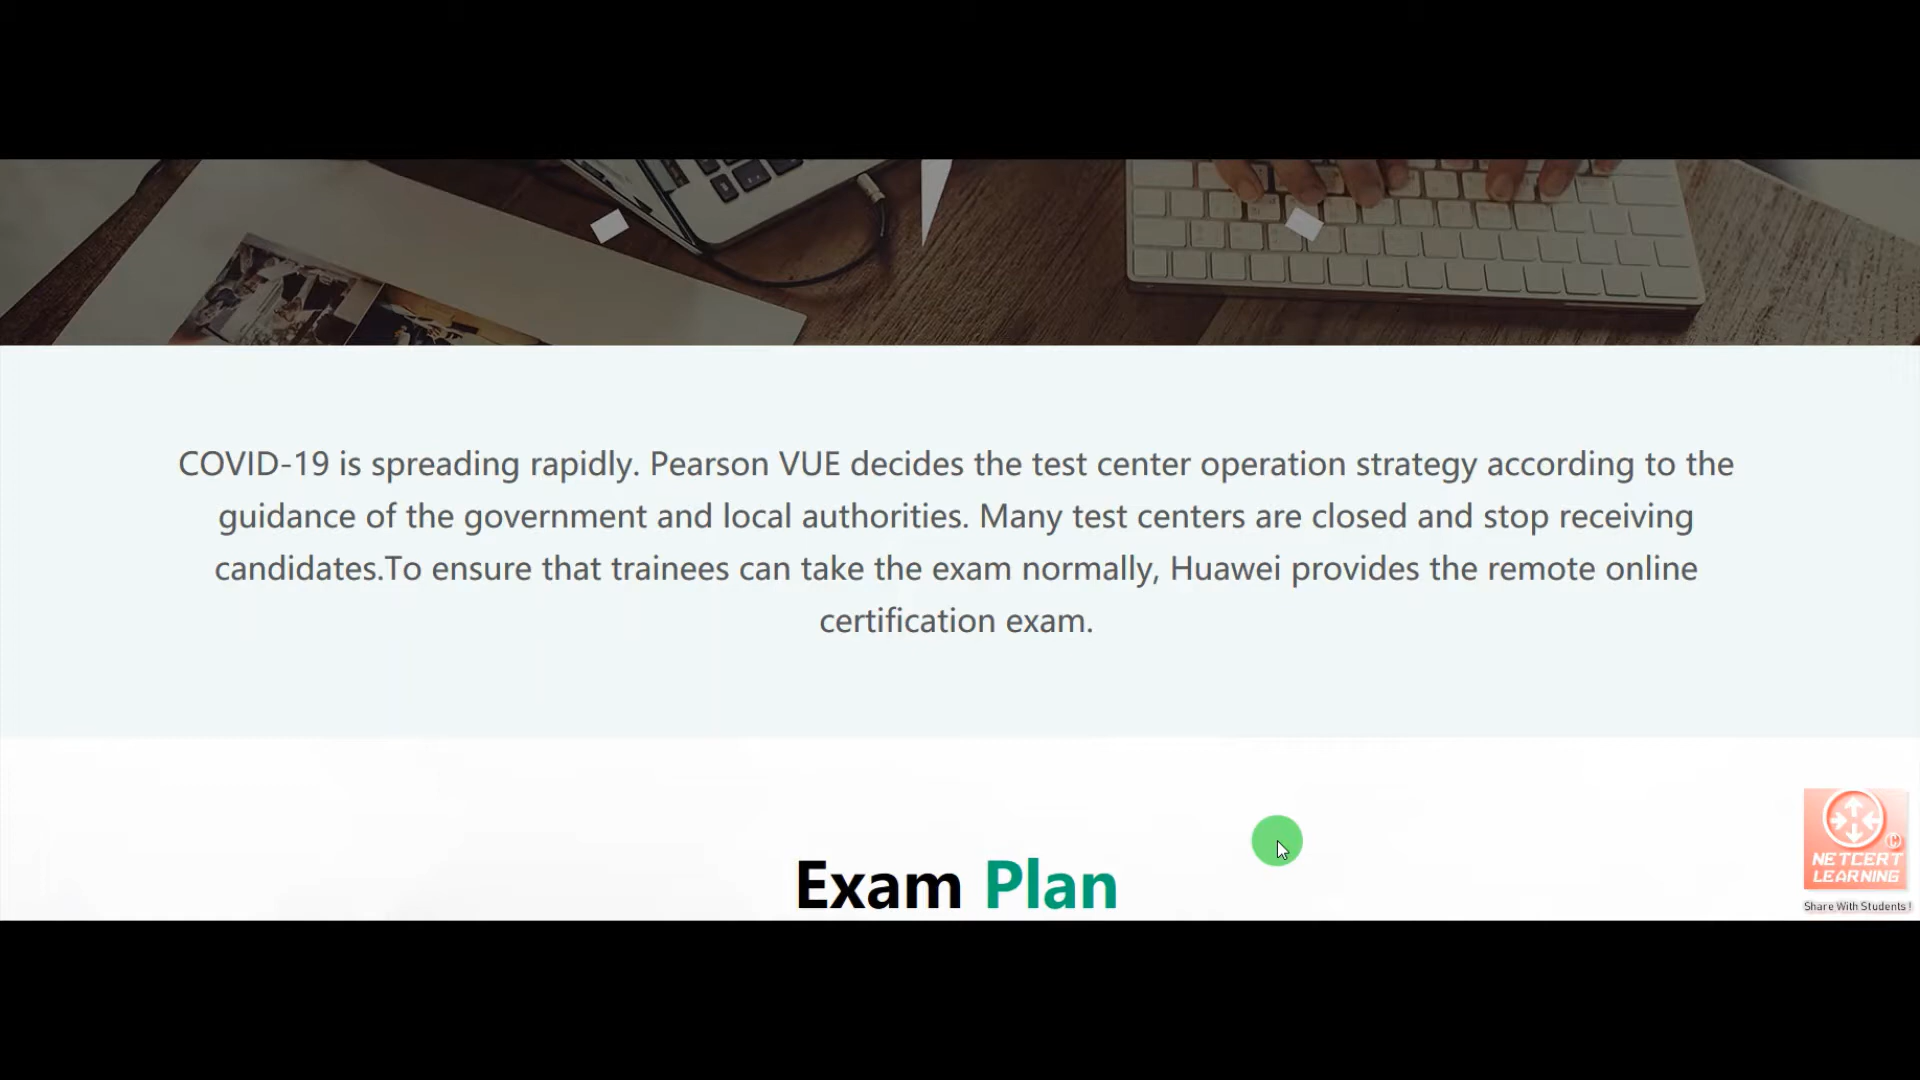 COVID-19 is spreading rapidly. Pearson VUE decides the test center operation strategy according to the
guidance of the government and local authorities. Many test centers are closed and stop receiving
candidates.To ensure that trainees can take the exam normally, Huawei provides the remote online
certification exam.
Exam Plan
NETCERT
LEARNING
Share With Students !